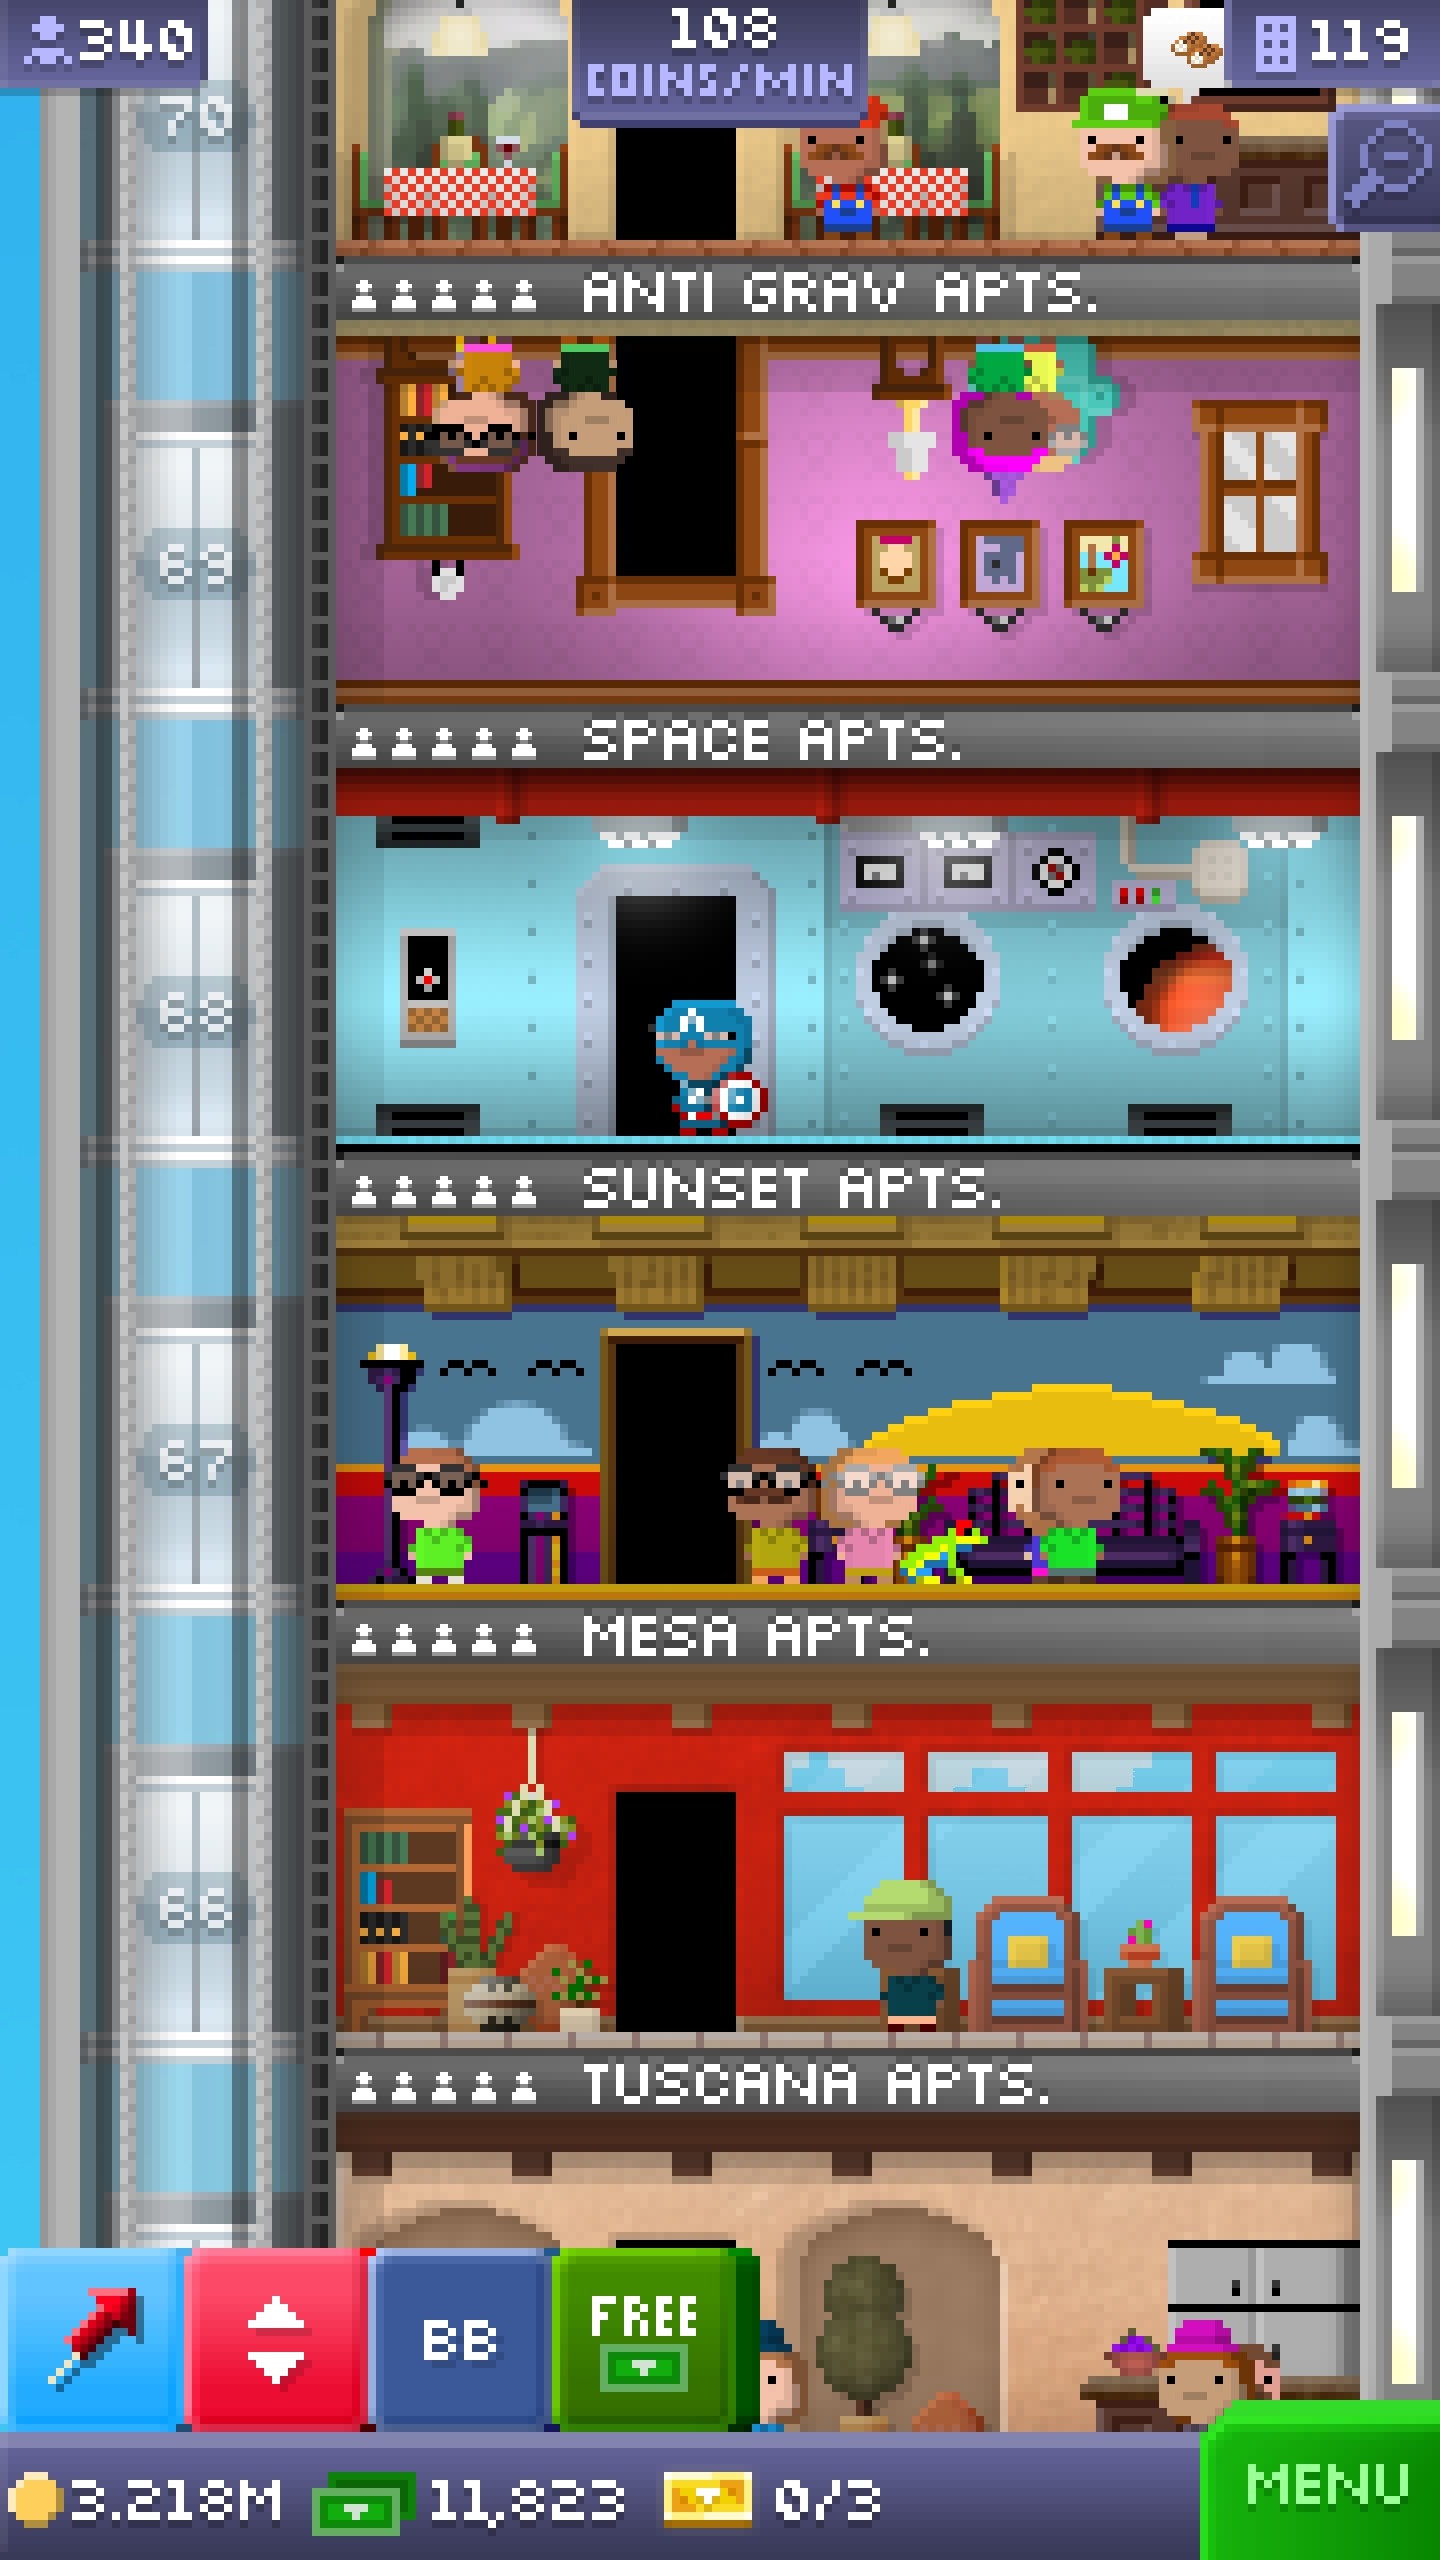 340
108
COINS/MIN
119
70
ANTI GRAV APTS.
69
SPACE APTS.
68
SUNSET APTS.
67
MESA APTS.
66
TUSCANA APTS.
BB
FREE
3.218M
11,823
0/3
MENU